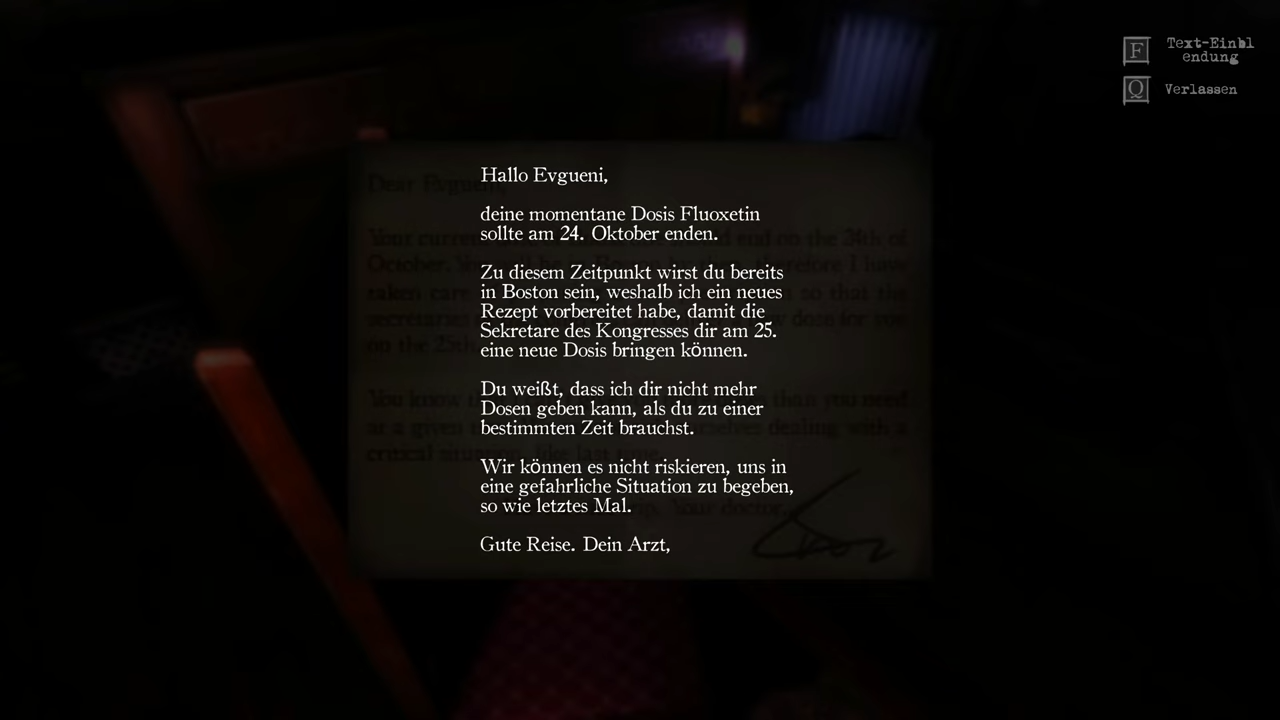 F
Text-Einbl
endung
Q
Verlassen
Hallo Evgueni,
deine momentane Dosis Fluoxetin
sollte am 24. Oktober enden.
Zu diesem Zeitpunkt wirst du bereits
in Boston sein, weshalb ich ein neues
Rezept vorbereitet habe, damit die
Sekretare des Kongresses dir am 25.
eine neue Dosis bringen können.
Du weißt, dass ich dir nicht mehr
Dosen geben kann, als du zu einer
bestimmten Zeit brauchst.
Wir können es nicht riskieren, uns in
eine gefahrliche Situation zu begeben,
so wie letztes Mal.
Gute Reise. Dein Arzt,